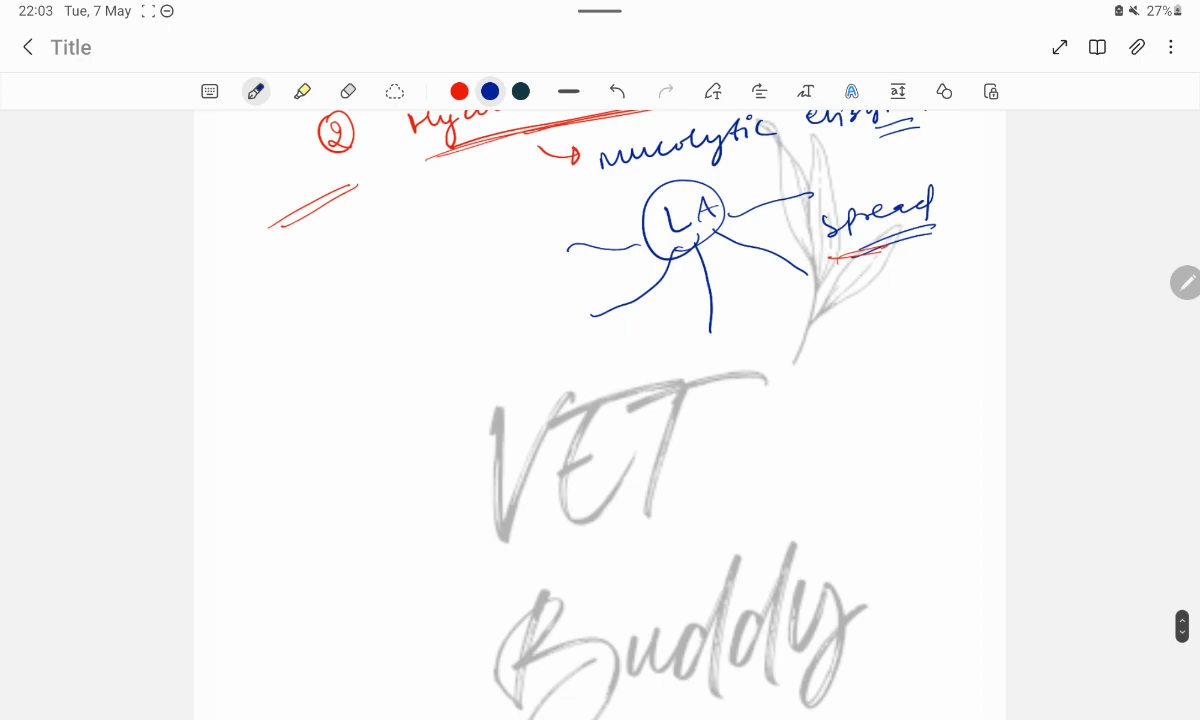 22:03 Tue, 7 May 27%
Title
2
mucolytic
LA
spread
VET
Buddy